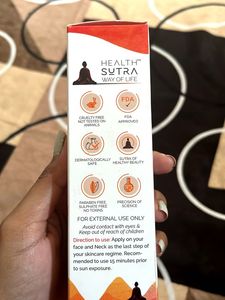 HEALTH™
SUTRA
WAY OF LIFE
CRUELTY FREE
NOT TESTED ON
ANIMALS
FDA
FDA
APPROVED
DERMATOLOGICALLY
SAFE
SUTRA OF
HEALTHY BEAUTY
PARABEN FREE,
SULPHATE FREE
NO TOXINS
PRECISION OF
SCIENCE
FOR EXTERNAL USE ONLY
Avoid contact with eyes &
Keep out of reach of children
Direction to use: Apply on your
face and Neck as the last step
of your skincare regime. Recom-
mended to use 15 minutes prior
to sun exposure.